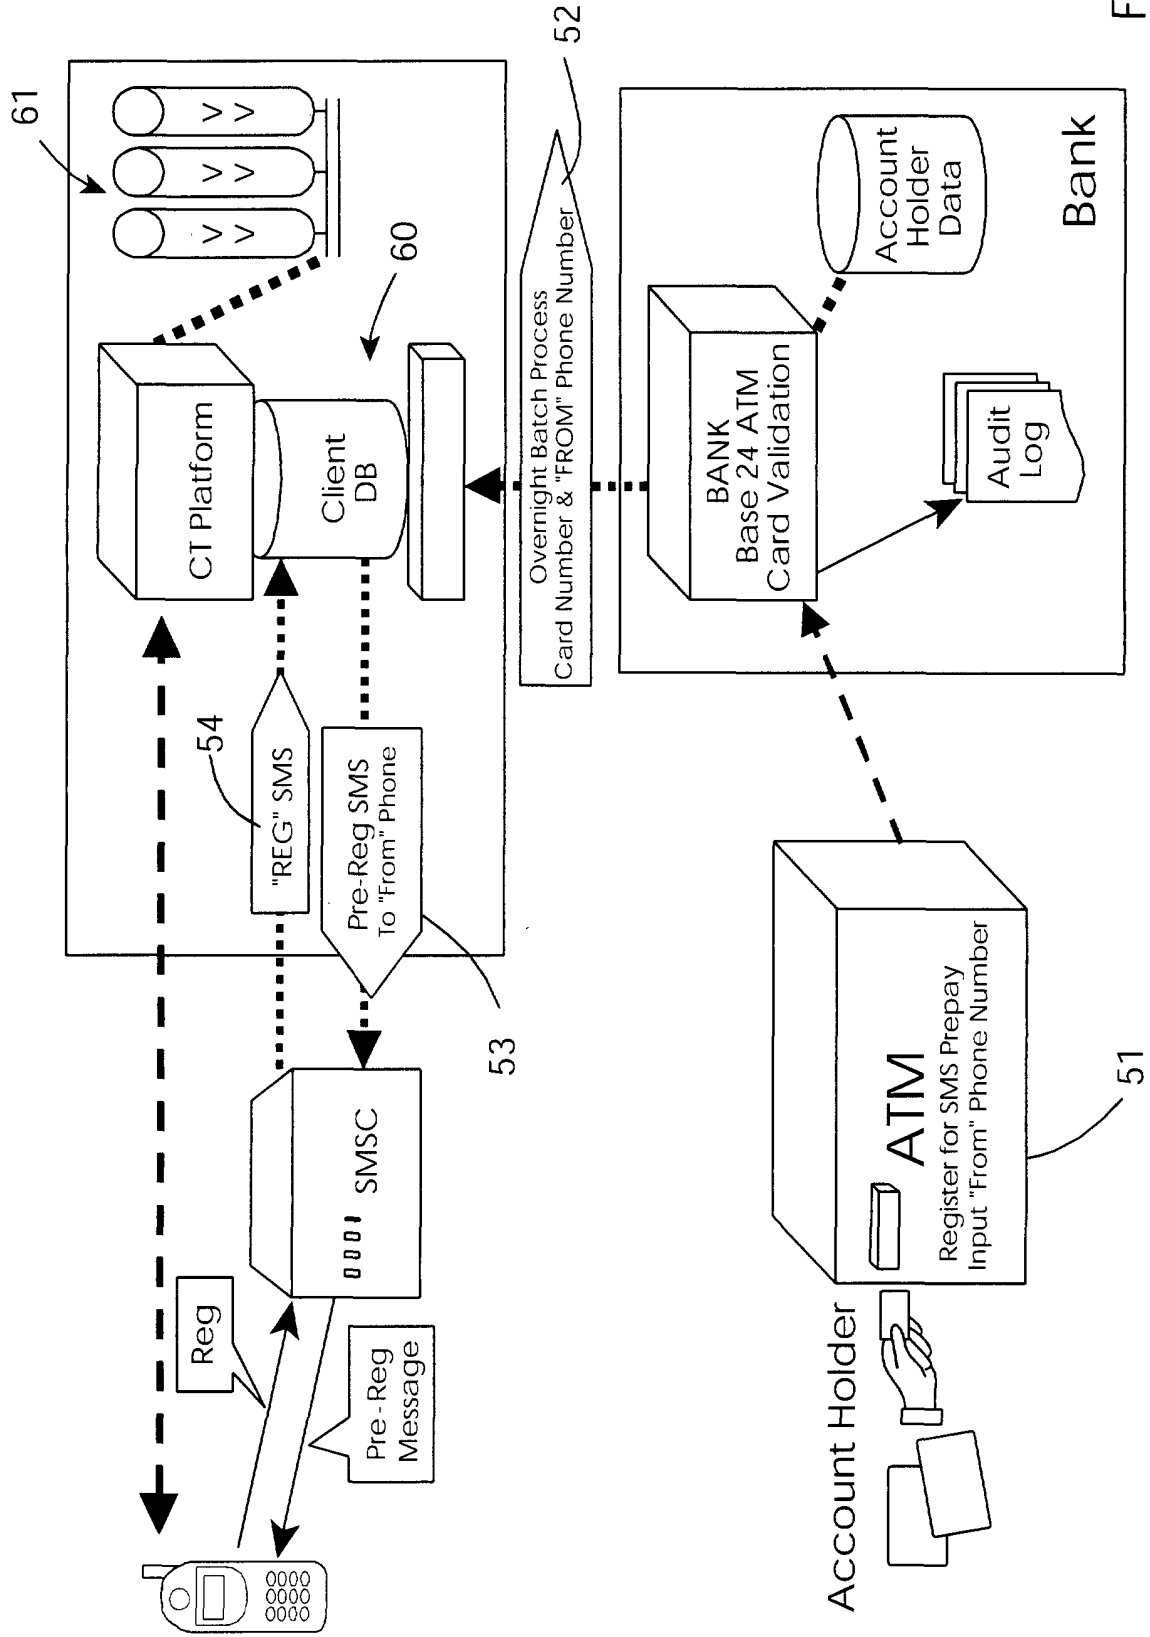 61
V V
V V
V V
CT Platform
60
Client
DB
54
"REG" SMS
Pre-Reg SMS
To "From" Phone
53
SMSC
Reg
Pre-Reg
Message
52
Overnight Batch Process
Card Number & "FROM" Phone Number
BANK
Base 24 ATM
Card Validation
Account
Holder
Data
Audit
Log
Bank
ATM
Register for SMS Prepay
Input "From" Phone Number
51
Account Holder
F